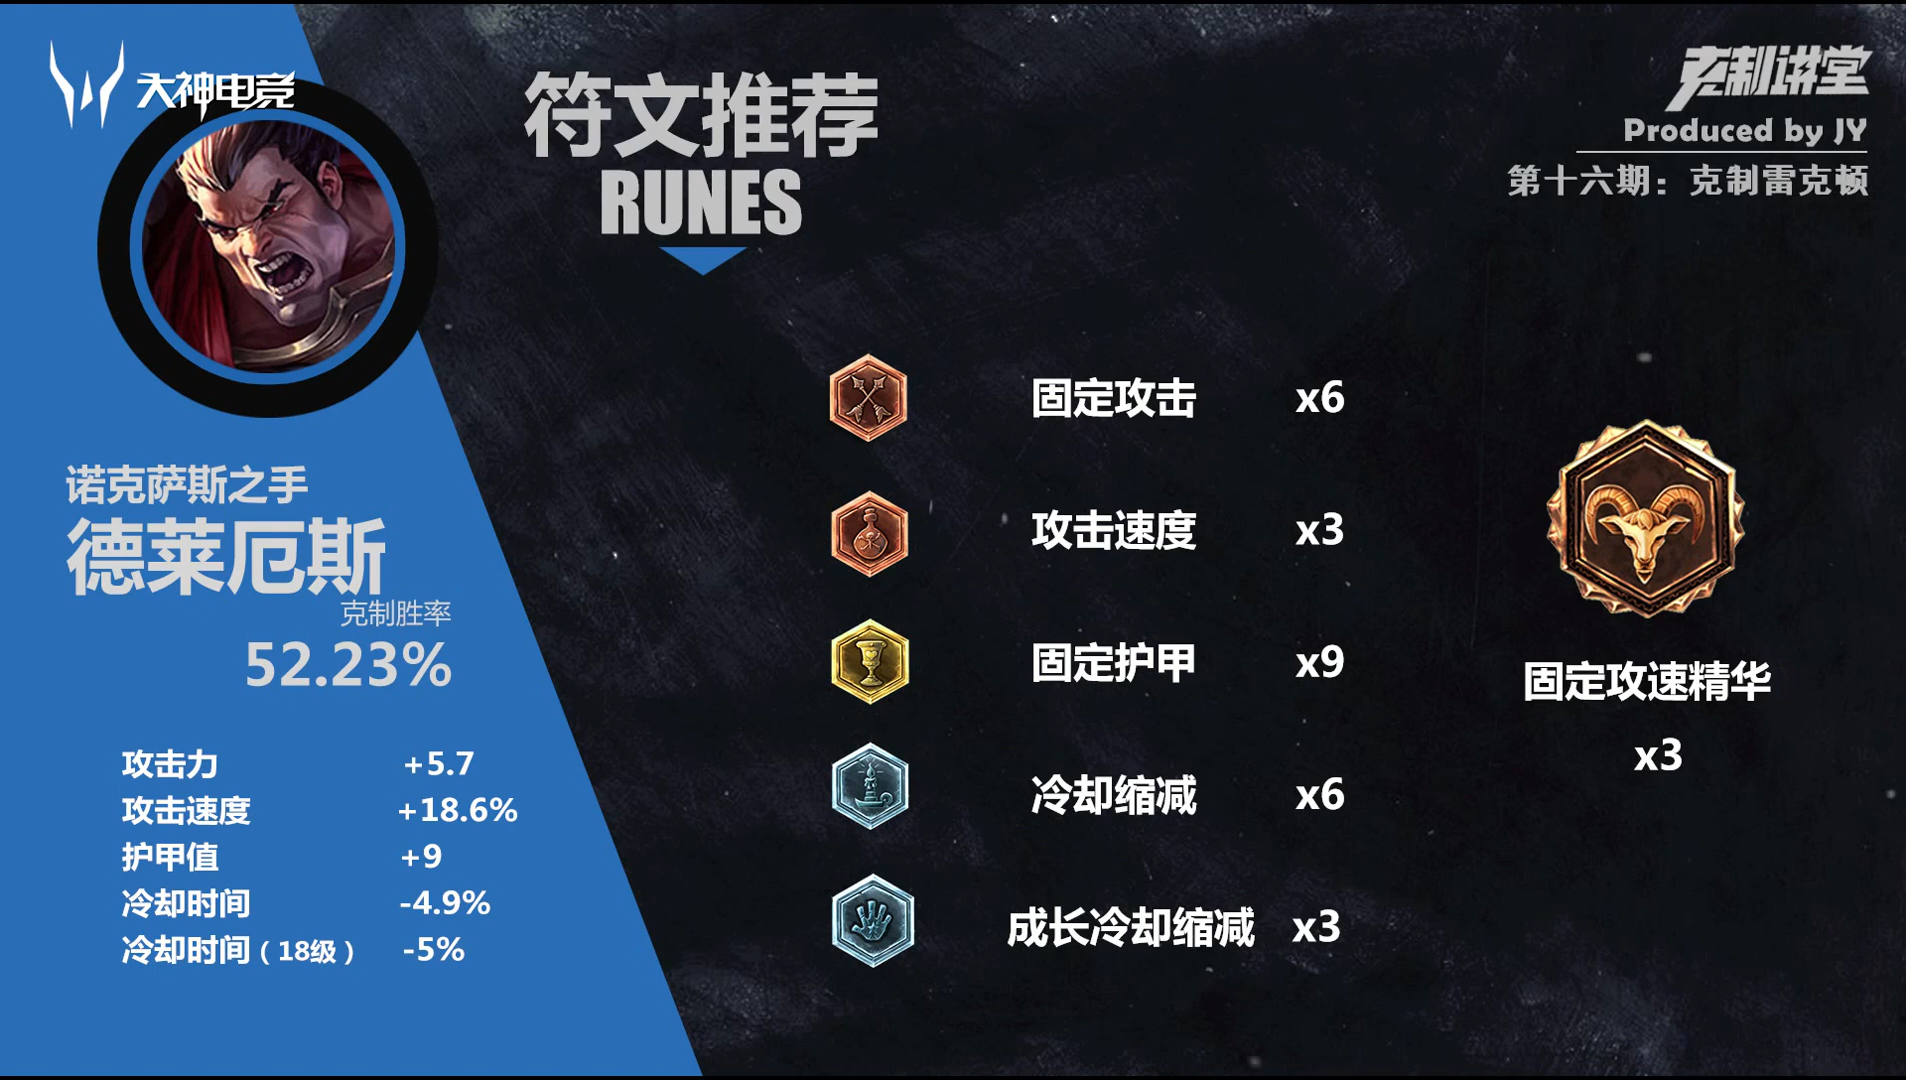 大神电竞
符文推荐
RUNES
克制讲堂
Produced by JY
第十六期：克制雷克顿
诺克萨斯之手
德莱厄斯
克制胜率
52.23%
攻击力 +5.7
攻击速度 +18.6%
护甲值 +9
冷却时间 -4.9%
冷却时间（18级） -5%
固定攻击 x6
攻击速度 x3
固定护甲 x9
冷却缩减 x6
成长冷却缩减 x3
固定攻速精华
x3